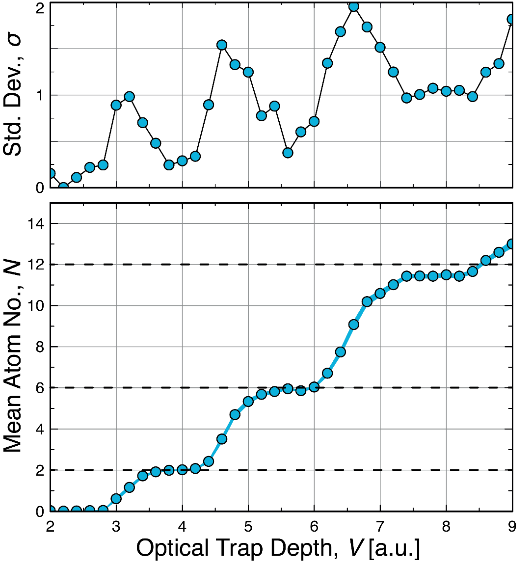 2
1
0
Std. Dev., σ
14
12
10
8
6
4
2
0
Mean Atom No., N
2 3 4 5 6 7 8 9
Optical Trap Depth, V [a.u.]